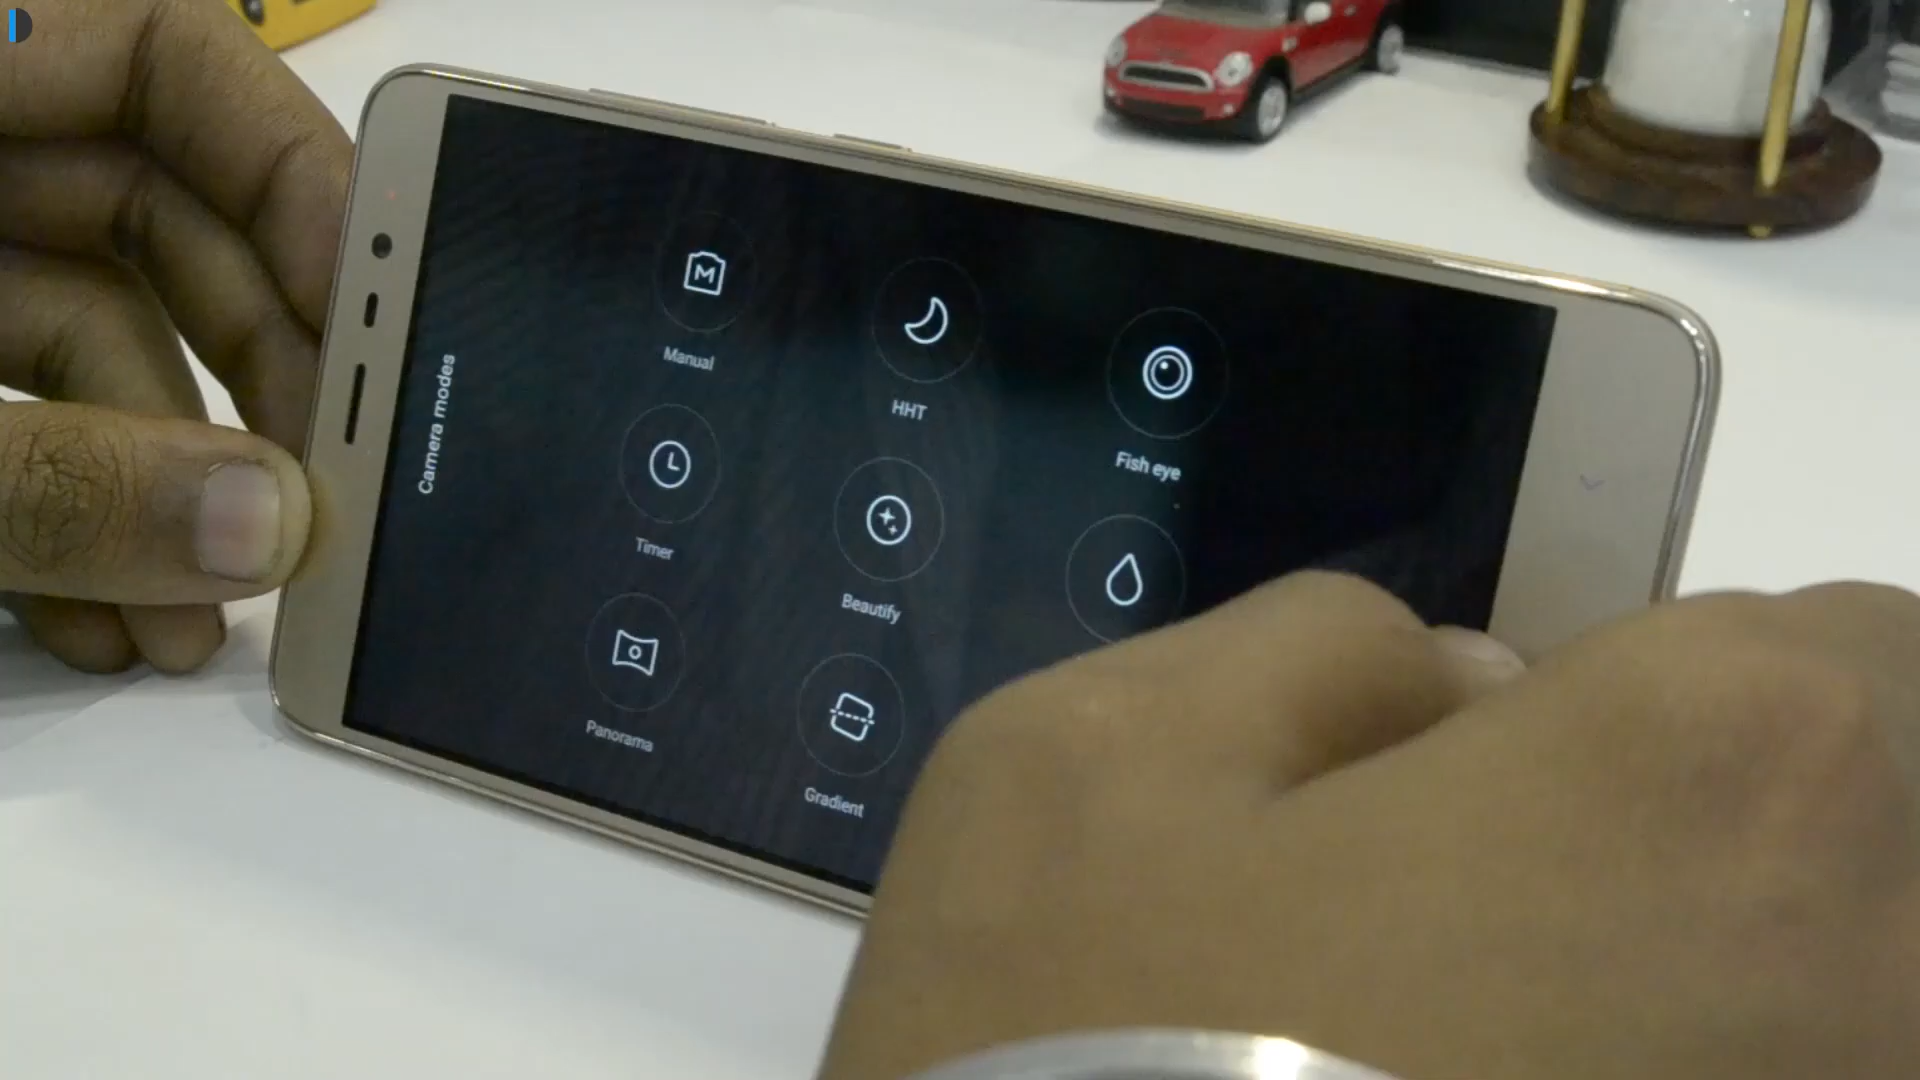 Camera modes
M
Manual
HHT
Fish eye
Timer
Beautify
Panorama
Gradient